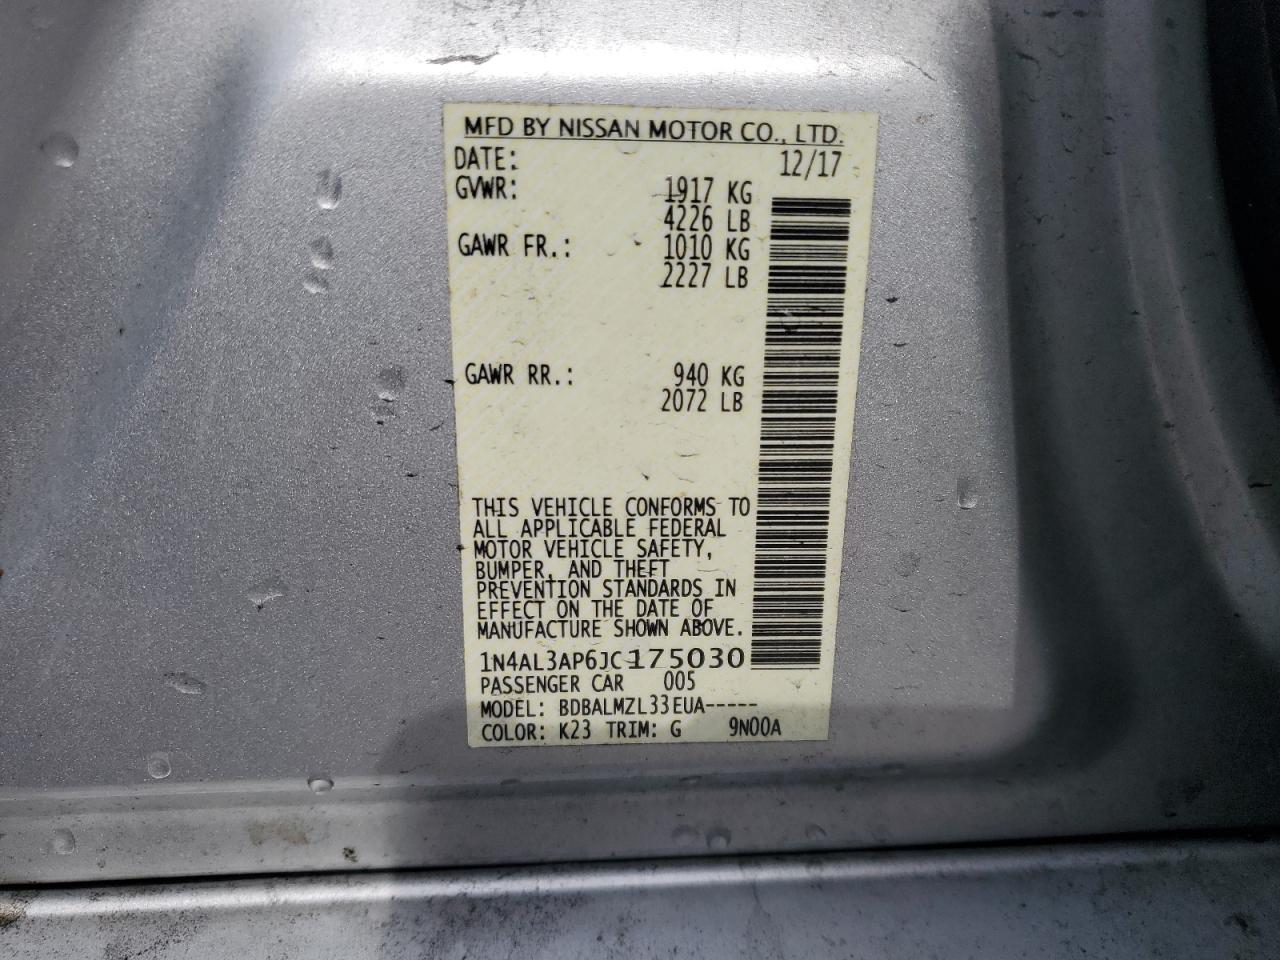 MFD BY NISSAN MOTOR CO., LTD.
DATE: 12/17
GVWR: 1917 KG
4226 LB
GAWR FR.: 1010 KG
2227 LB
GAWR RR.: 940 KG
2072 LB
THIS VEHICLE CONFORMS TO
ALL APPLICABLE FEDERAL
MOTOR VEHICLE SAFETY,
BUMPER, AND THEFT
PREVENTION STANDARDS IN
EFFECT ON THE DATE OF
MANUFACTURE SHOWN ABOVE.
1N4AL3AP6JC175030
PASSENGER CAR 005
MODEL: BDBALMZL33EUA-----
COLOR: K23 TRIM: G 9N00A